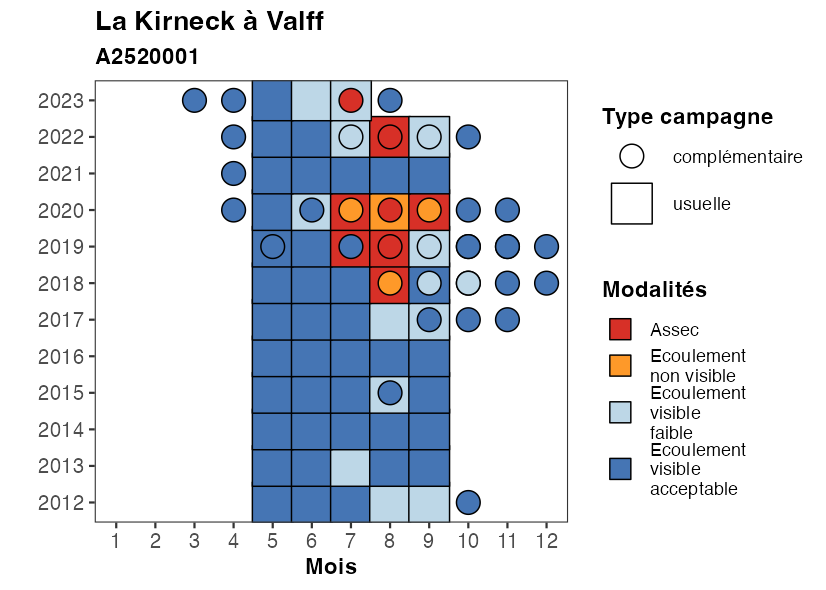 La Kirneck à Valff
A2520001
2023
2022
2021
2020
2019
2018
2017
2016
2015
2014
2013
2012
1 2 3 4 5 6 7 8 9 10 11 12
Mois
Type campagne
complémentaire
usuelle
Modalités
Assec
Ecoulement
non visible
Ecoulement
visible
faible
Ecoulement
visible
acceptable